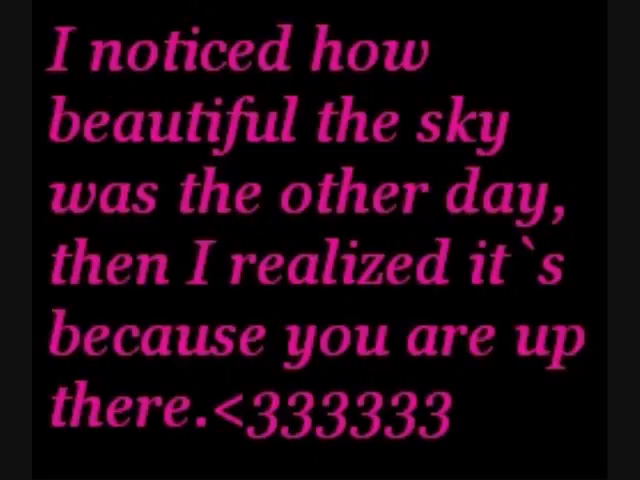 I noticed how
beautiful the sky
was the other day,
then I realized it`s
because you are up
there.<333333